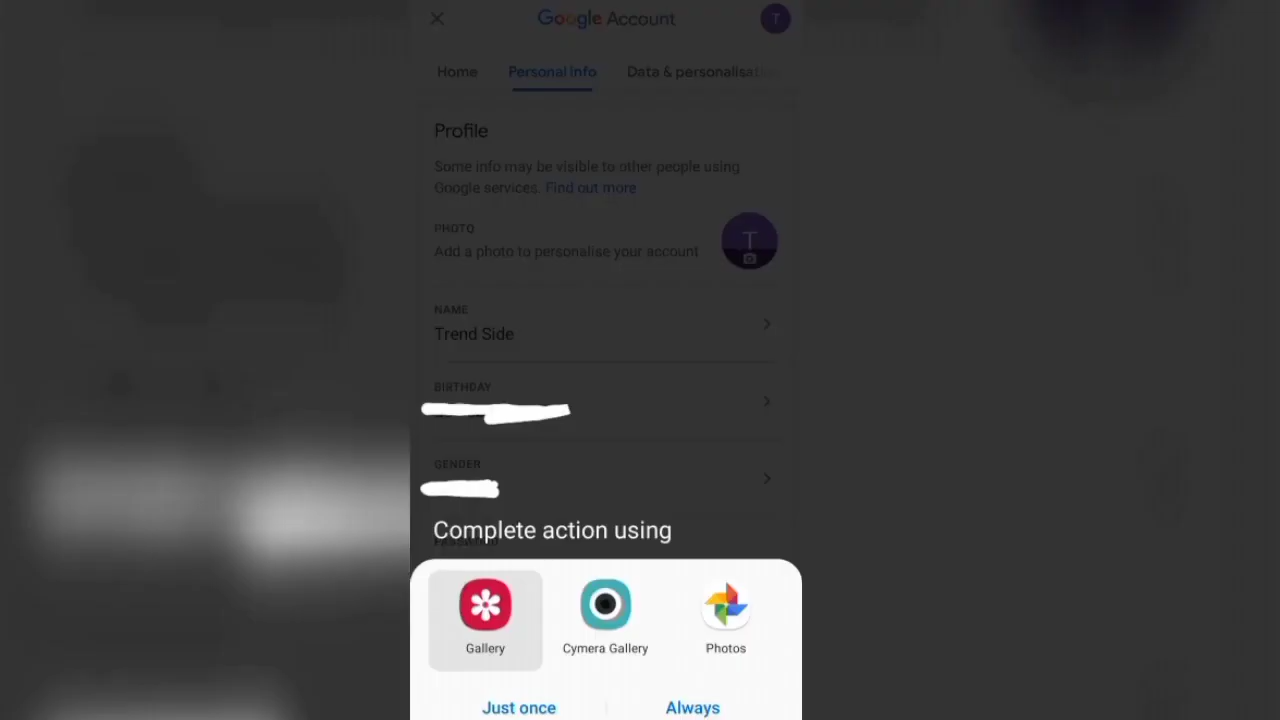 Google Account
T
Home Personal info Data & personalisati
Profile
Some info may be visible to other people using
Google services. Find out more
PHOTO
Add a photo to personalise your account
T
NAME
Trend Side
BIRTHDAY
GENDER
Complete action using
Gallery Cymera Gallery Photos
Just once Always